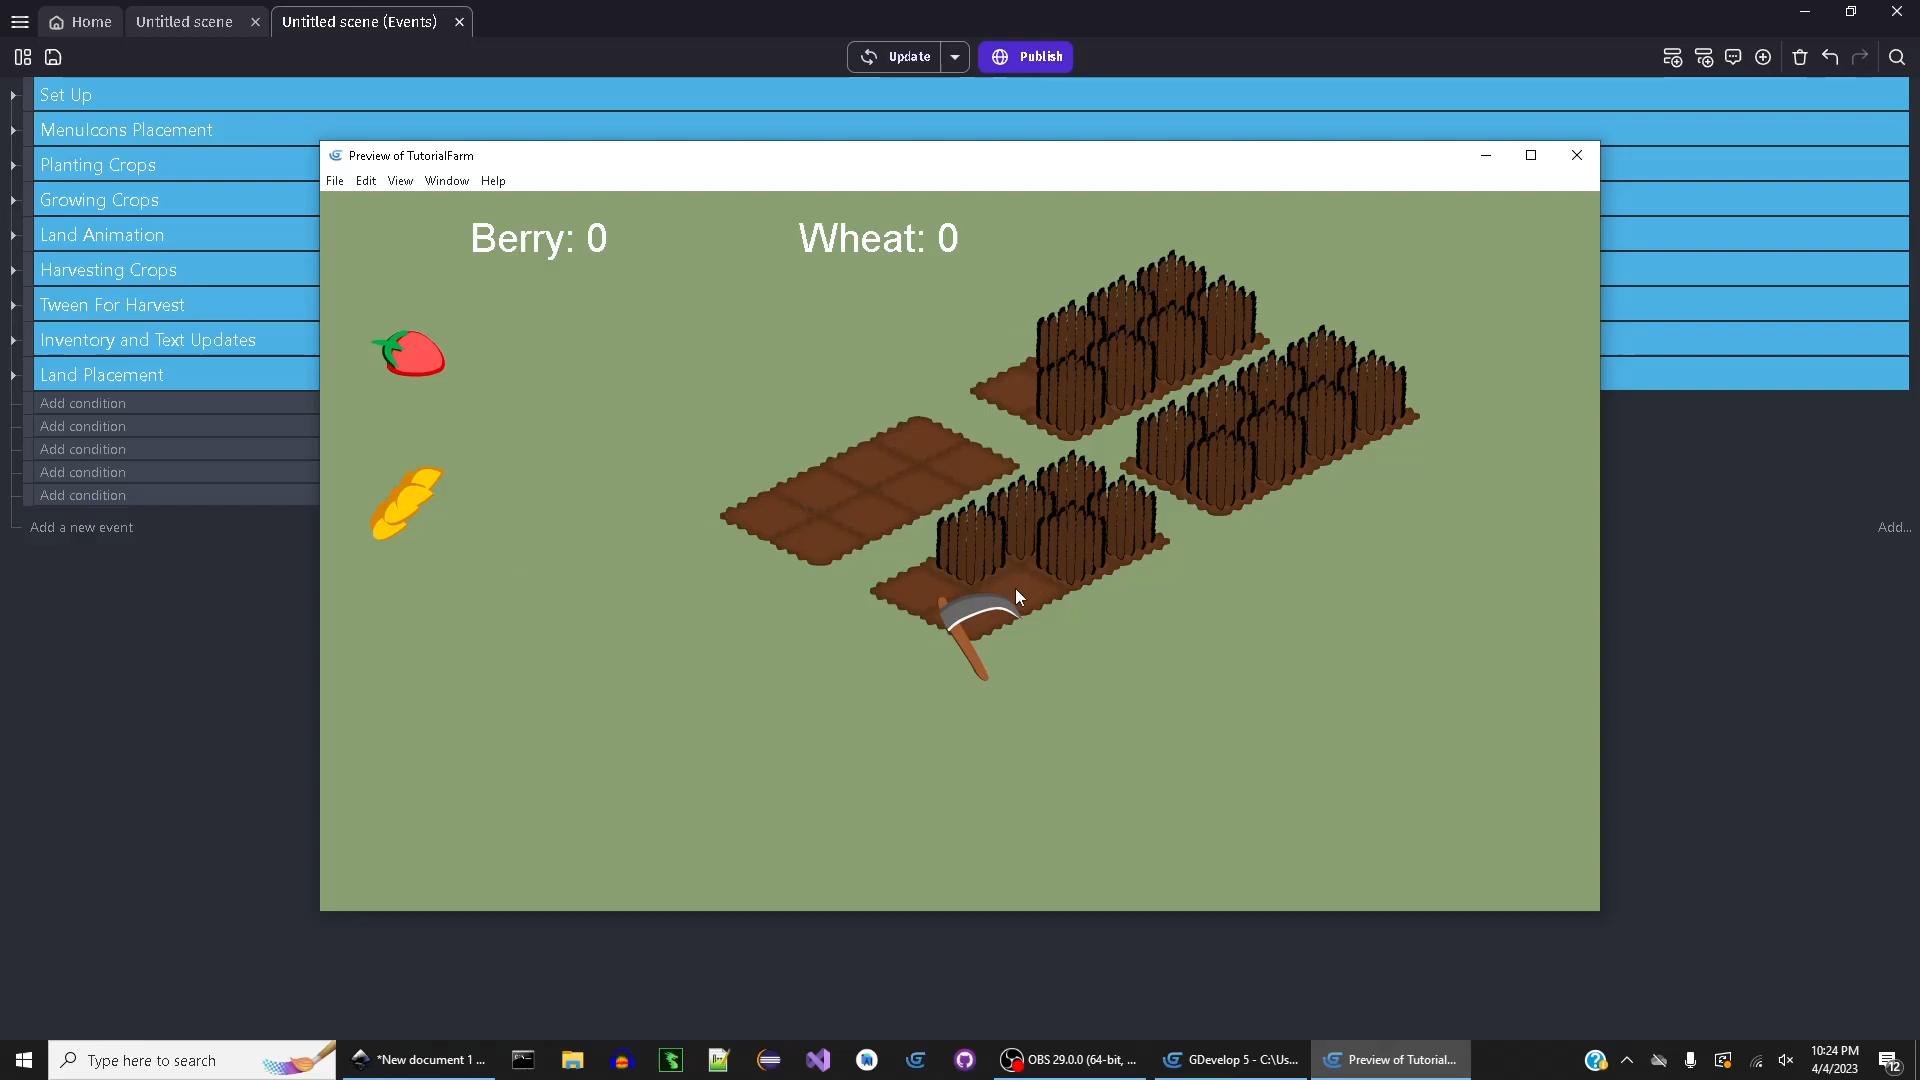 Home
Untitled scene
Untitled scene (Events)
Update
Publish
Set Up
MenuIcons Placement
Planting Crops
Growing Crops
Land Animation
Harvesting Crops
Tween For Harvest
Inventory and Text Updates
Land Placement
Add condition
Add condition
Add condition
Add condition
Add condition
Add a new event
Add...
Preview of TutorialFarm
File Edit View Window Help
Berry: 0
Wheat: 0
Type here to search
*New document 1 ...
OBS 29.0.0 (64-bit, ...
GDevelop 5 - C:\Us...
Preview of Tutorial...
10:24 PM
4/4/2023
12